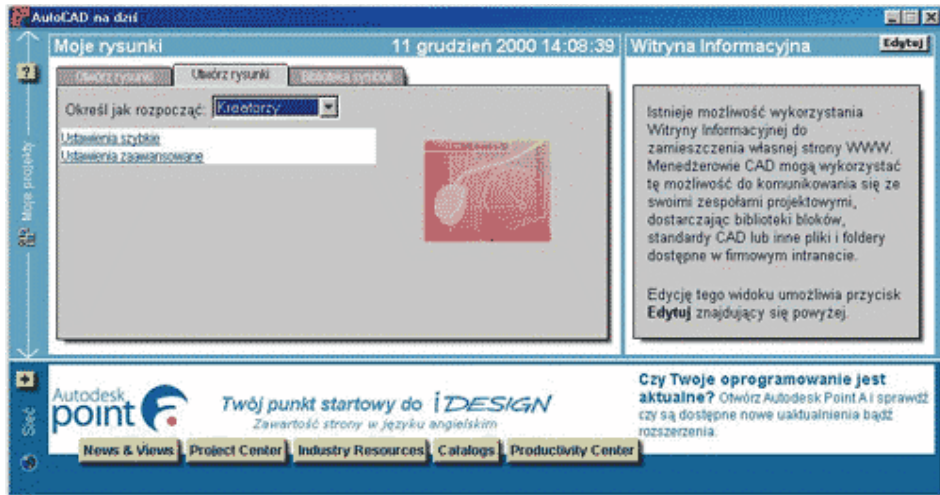 AutoCAD na dziś
Moje rysunki
11 grudzień 2000 14:08:39
Witryna Informacyjna
Edytuj
?
Otwórz rysunki
Utwórz rysunki
Biblioteka symboli
Określ jak rozpocząć:
Kreatorzy
Ustawienia szybkie
Ustawienia zaawansowane
Moje projekty
Istnieje możliwość wykorzystania
Witryny Informacyjnej do
zamieszczenia własnej strony WWW.
Menedżerowie CAD mogą wykorzystać
tę możliwość do komunikowania się ze
swoimi zespołami projektowymi,
dostarczając biblioteki bloków,
standardy CAD lub inne pliki i foldery
dostępne w firmowym intranecie.
Edycję tego widoku umożliwia przycisk
Edytuj znajdujący się powyżej.
Sieć
Autodesk
point
Twój punkt startowy do iDESIGN
Zawartość strony w języku angielskim
Czy Twoje oprogramowanie jest
aktualne? Otwórz Autodesk Point A i sprawdź
czy są dostępne nowe uaktualnienia bądź
rozszerzenia.
News & Views
Project Center
Industry Resources
Catalogs
Productivity Center